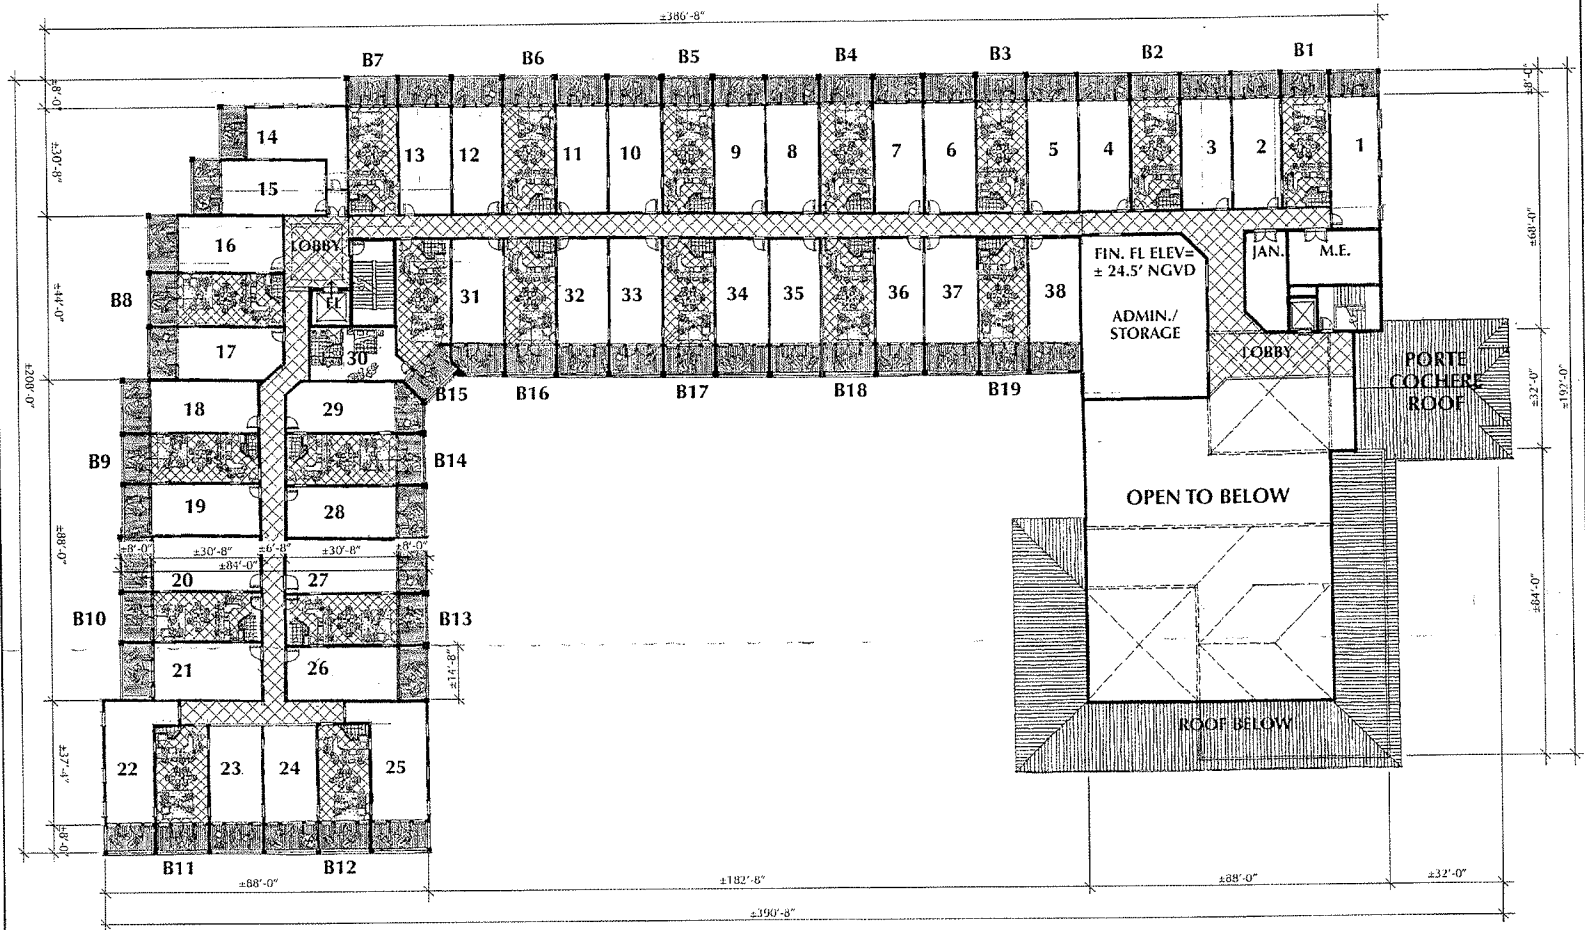 ±386'-8"
B7 B6 B5 B4 B3 B2 B1
±8'-0"
±8'-0"
14
13 12 11 10 9 8 7 6 5 4 3 2 1
±30'-8"
15
16
LOBBY
EL
B8
17
±44'-0"
31 32 33 34 35 36 37 38
FIN. FL ELEV=
± 24.5' NGVD
ADMIN./
STORAGE
JAN.
M.E.
±68'-0"
LOBBY
PORTE
COCHERE
ROOF
±32'-0"
±192'-0"
30
B15 B16 B17 B18 B19
±208'-0"
18
29
B9
B14
19
28
±88'-0"
±8'-0" ±30'-8" ±6'-8" ±30'-8" ±8'-0"
±84'-0"
20
27
B10
B13
21
26
±14'-8"
OPEN TO BELOW
±84'-0"
ROOF BELOW
22 23 24 25
±37'-4"
±8'-0"
B11 B12
±88'-0"
±182'-8"
±88'-0"
±32'-0"
±390'-8"